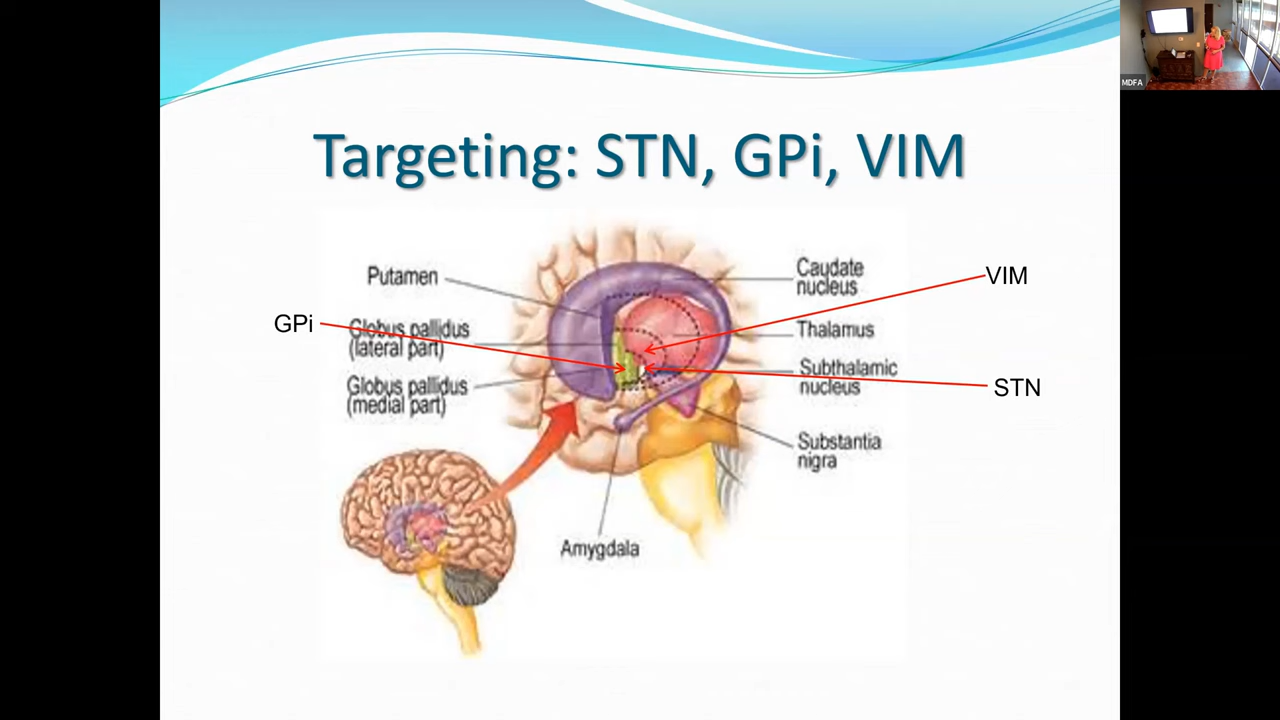 MDFA
Targeting: STN, GPi, VIM
Putamen
Caudate
nucleus
VIM
GPi
Globus pallidus
(lateral part)
Thalamus
Globus pallidus
(medial part)
Subthalamic
nucleus
STN
Substantia
nigra
Amygdala